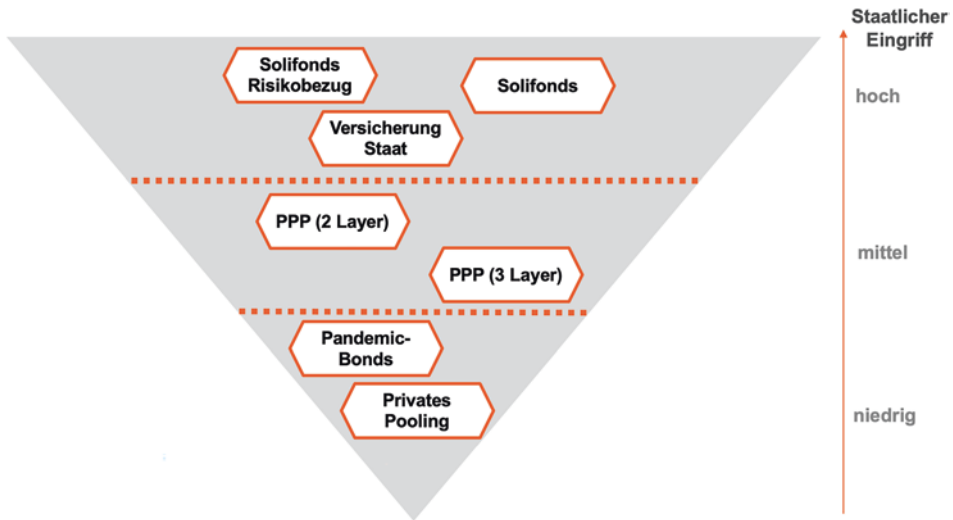 Staatlicher
Eingriff
Solifonds
Risikobezug
Solifonds
hoch
Versicherung
Staat
PPP (2 Layer)
mittel
PPP (3 Layer)
Pandemic-
Bonds
Privates
Pooling
niedrig